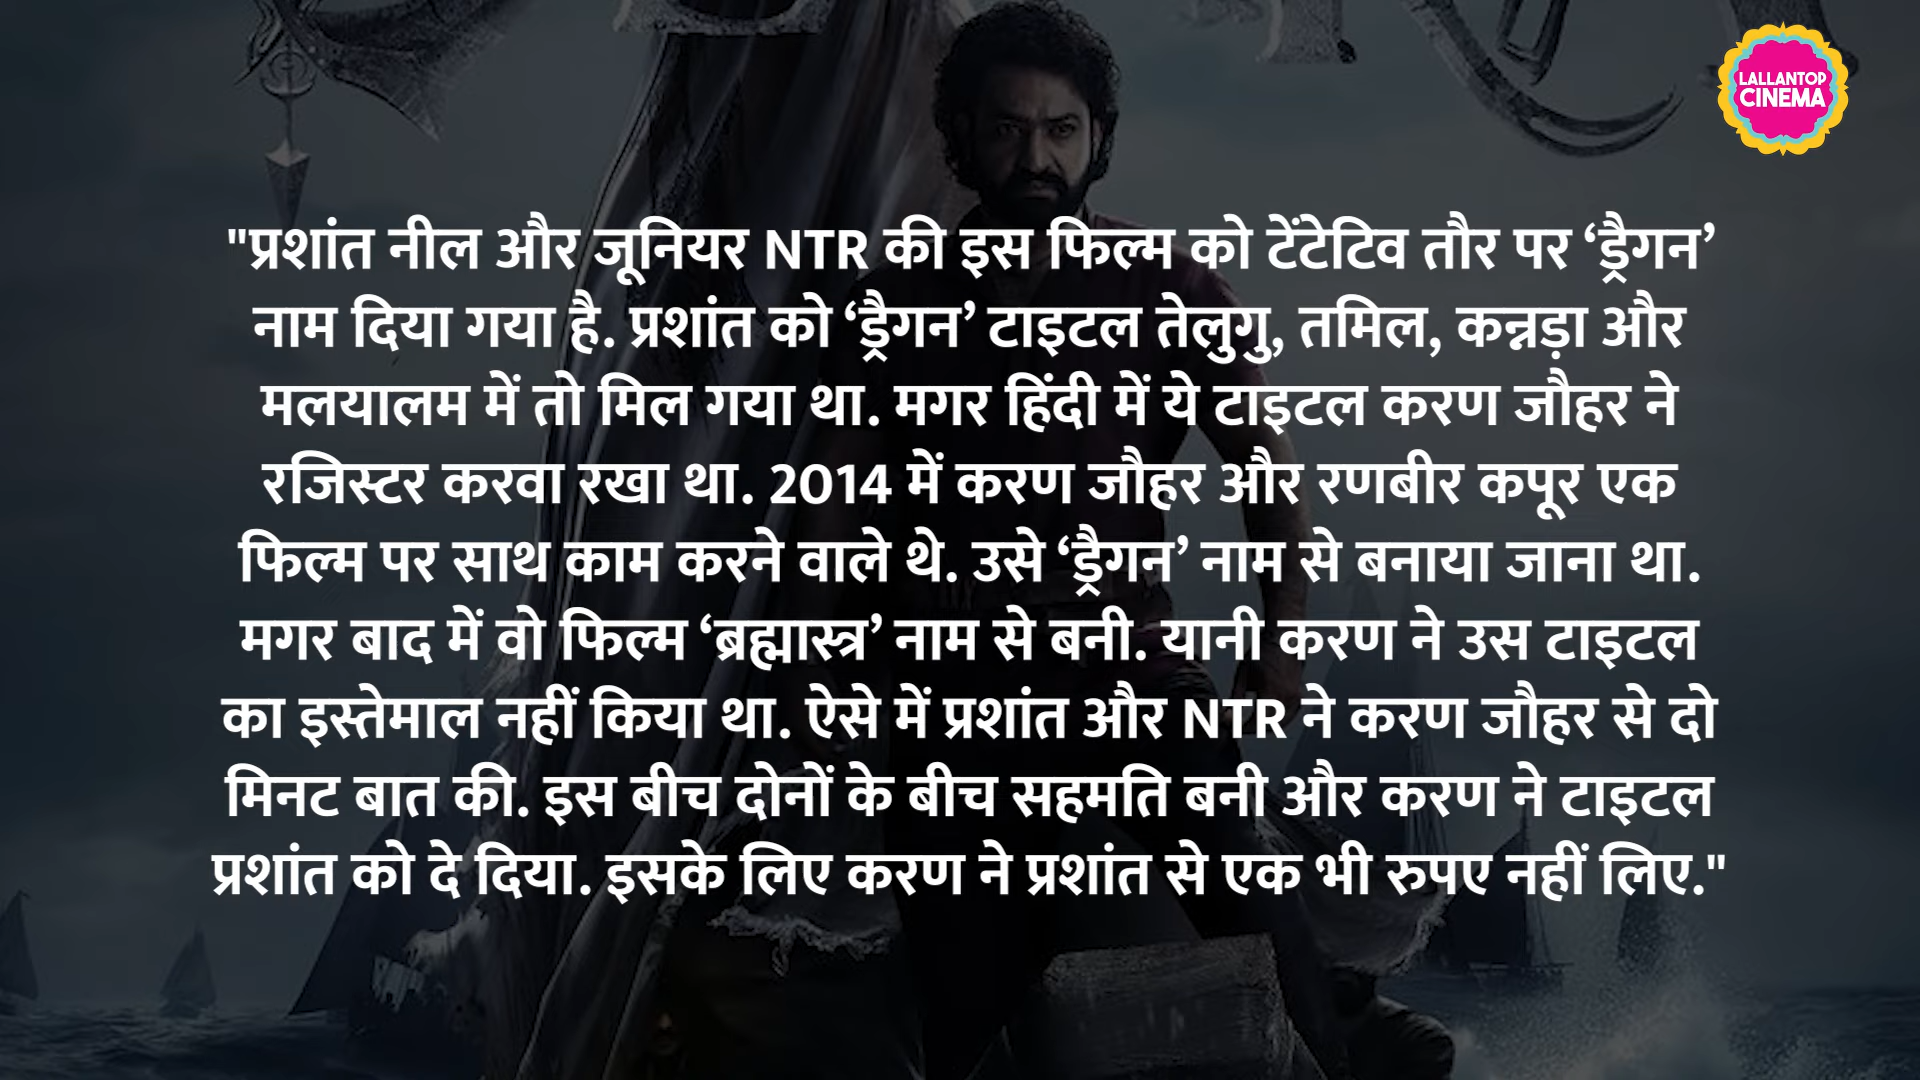 LALLANTOP
CINEMA
"प्रशांत नील और जूनियर NTR की इस फिल्म को टेंटेटिव तौर पर ‘ड्रैगन’
नाम दिया गया है. प्रशांत को ‘ड्रैगन’ टाइटल तेलुगु, तमिल, कन्नड़ा और
मलयालम में तो मिल गया था. मगर हिंदी में ये टाइटल करण जौहर ने
रजिस्टर करवा रखा था. 2014 में करण जौहर और रणबीर कपूर एक
फिल्म पर साथ काम करने वाले थे. उसे ‘ड्रैगन’ नाम से बनाया जाना था.
मगर बाद में वो फिल्म ‘ब्रह्मास्त्र’ नाम से बनी. यानी करण ने उस टाइटल
का इस्तेमाल नहीं किया था. ऐसे में प्रशांत और NTR ने करण जौहर से दो
मिनट बात की. इस बीच दोनों के बीच सहमति बनी और करण ने टाइटल
प्रशांत को दे दिया. इसके लिए करण ने प्रशांत से एक भी रुपए नहीं लिए."